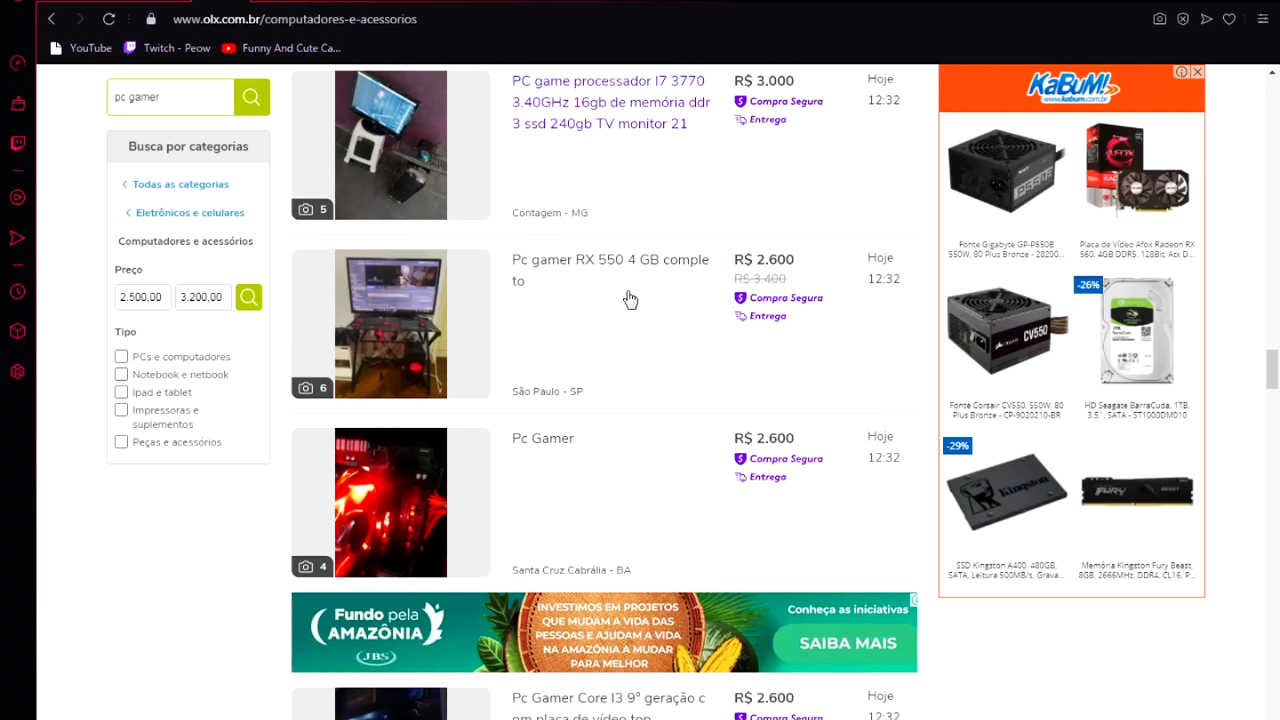 www.olx.com.br/computadores-e-acessorios
YouTube
Twitch - Peow
Funny And Cute Ca...
pc gamer
Busca por categorias
Todas as categorias
Eletrônicos e celulares
Computadores e acessórios
Preço
2.500,00
3.200,00
Tipo
PCs e computadores
Notebook e netbook
Ipad e tablet
Impressoras e
suplementos
Peças e acessórios
5
PC game processador I7 3770
3.40GHz 16gb de memória ddr
3 ssd 240gb TV monitor 21
Contagem - MG
R$ 3.000
Compra Segura
Entrega
Hoje
12:32
6
Pc gamer RX 550 4 GB comple
to
São Paulo - SP
R$ 2.600
R$ 3.400
Compra Segura
Entrega
Hoje
12:32
4
Pc Gamer
Santa Cruz Cabrália - BA
R$ 2.600
Compra Segura
Entrega
Hoje
12:32
Fundo pela
AMAZÔNIA
JBS
INVESTIMOS EM PROJETOS
QUE MUDAM A VIDA DAS
PESSOAS E AJUDAM A VIDA
NA AMAZÔNIA A MUDAR
PARA MELHOR
Conheça as iniciativas
SAIBA MAIS
Pc Gamer Core I3 9° geração c
om placa de vídeo top
R$ 2.600
Compra Segura
Hoje
12:32
KaBuM!
www.kabum.com.br
Fonte Gigabyte GP-P550B
550W, 80 Plus Bronze - 28200...
Placa de Vídeo Afox Radeon RX
560, 4GB DDR5, 128Bit, Atx D...
CV550
Fonte Corsair CV550, 550W, 80
Plus Bronze - CP-9020210-BR
-26%
HD Seagate BarraCuda, 1TB,
3.5´, SATA - ST1000DM010
-29%
Kingston
SSD Kingston A400, 480GB,
SATA, Leitura 500MB/s, Grava...
FURY
BEAST
Memória Kingston Fury Beast,
8GB, 2666MHz, DDR4, CL16, P...